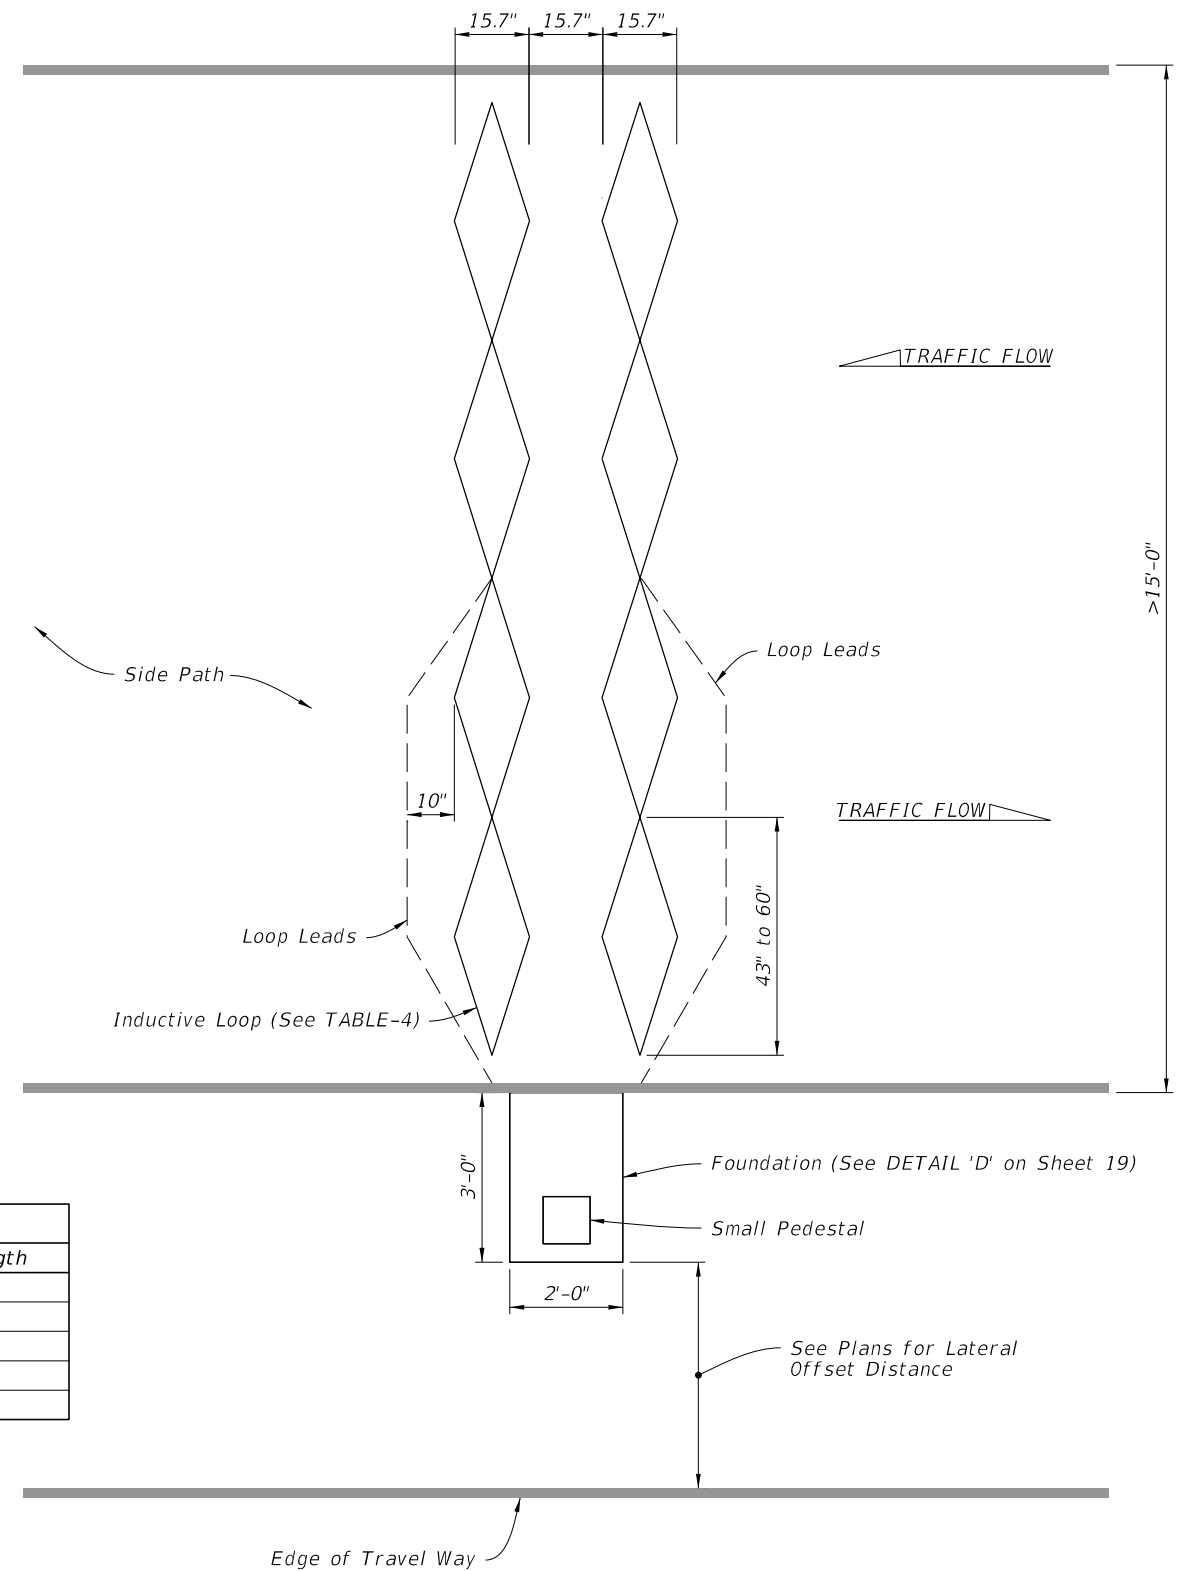 15.7" 15.7" 15.7"
TRAFFIC FLOW
>15'-0"
Loop Leads
Side Path
10"
TRAFFIC FLOW
43" to 60"
Loop Leads
Inductive Loop (See TABLE-4)
3'-0"
Foundation (See DETAIL 'D' on Sheet 19)
Small Pedestal
gth
2'-0"
See Plans for Lateral
Offset Distance
Edge of Travel Way